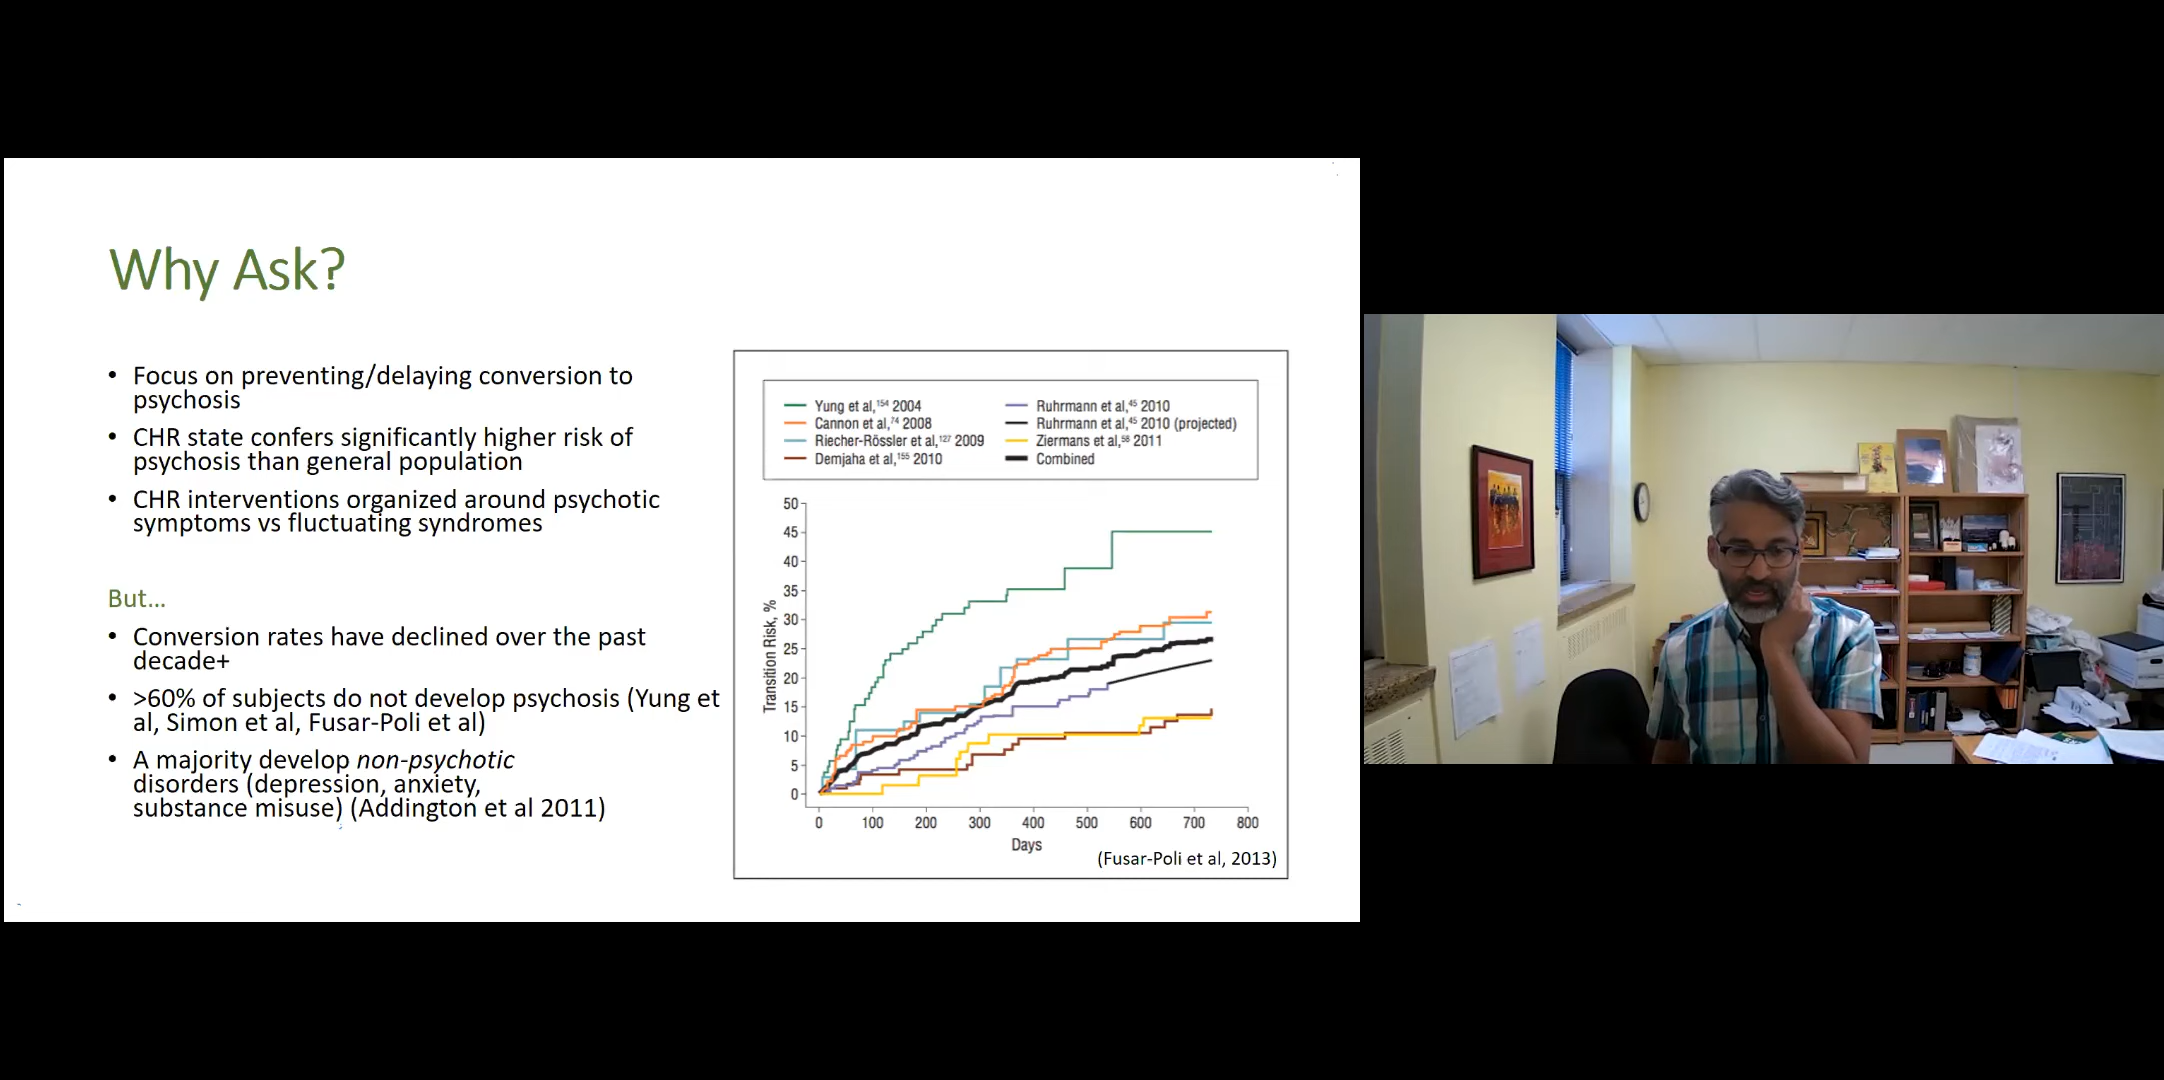 Why Ask?
• Focus on preventing/delaying conversion to
psychosis
• CHR state confers significantly higher risk of
psychosis than general population
• CHR interventions organized around psychotic
symptoms vs fluctuating syndromes
But...
• Conversion rates have declined over the past
decade+
• >60% of subjects do not develop psychosis (Yung et
al, Simon et al, Fusar-Poli et al)
• A majority develop non-psychotic
disorders (depression, anxiety,
substance misuse) (Addington et al 2011)
Yung et al,154 2004
Cannon et al,74 2008
Riecher-Rössler et al,127 2009
Demjaha et al,155 2010
Ruhrmann et al,45 2010
Ruhrmann et al,45 2010 (projected)
Ziermans et al,56 2011
Combined
Transition Risk, %
50
45
40
35
30
25
20
15
10
5
0
0 100 200 300 400 500 600 700 800
Days
(Fusar-Poli et al, 2013)